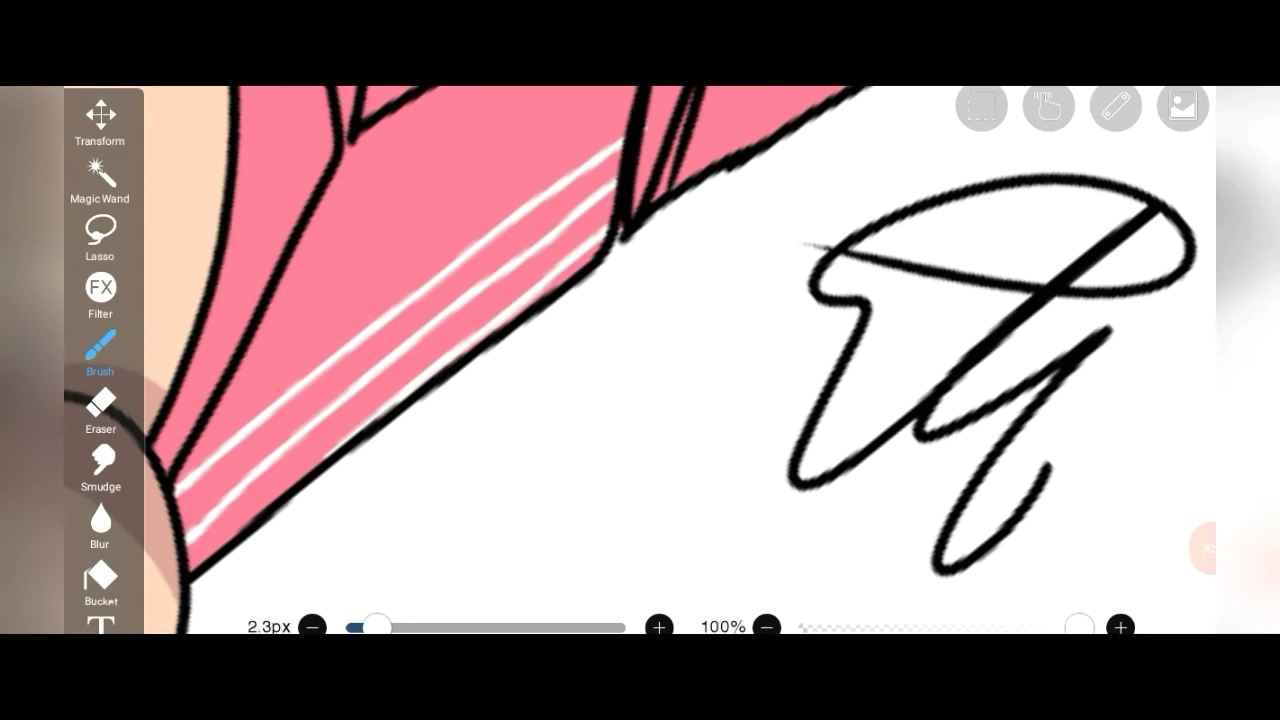 Transform
Magic Wand
Lasso
FX
Filter
Brush
Eraser
Smudge
Blur
Bucket
T
2.3px
100%